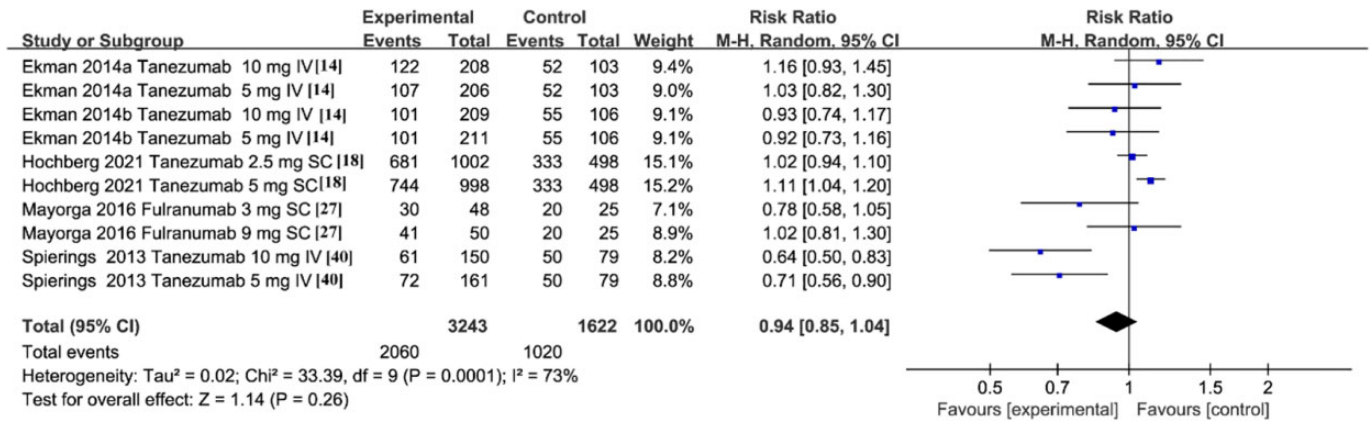 Experimental Control Risk Ratio Risk Ratio
Study or Subgroup Events Total Events Total Weight M-H, Random, 95% CI M-H, Random, 95% CI
Ekman 2014a Tanezumab 10 mg IV[14] 122 208 52 103 9.4% 1.16 [0.93, 1.45]
Ekman 2014a Tanezumab 5 mg IV[14] 107 206 52 103 9.0% 1.03 [0.82, 1.30]
Ekman 2014b Tanezumab 10 mg IV[14] 101 209 55 106 9.1% 0.93 [0.74, 1.17]
Ekman 2014b Tanezumab 5 mg IV[14] 101 211 55 106 9.1% 0.92 [0.73, 1.16]
Hochberg 2021 Tanezumab 2.5 mg SC[18] 681 1002 333 498 15.1% 1.02 [0.94, 1.10]
Hochberg 2021 Tanezumab 5 mg SC[18] 744 998 333 498 15.2% 1.11 [1.04, 1.20]
Mayorga 2016 Fulranumab 3 mg SC [27] 30 48 20 25 7.1% 0.78 [0.58, 1.05]
Mayorga 2016 Fulranumab 9 mg SC [27] 41 50 20 25 8.9% 1.02 [0.81, 1.30]
Spierings 2013 Tanezumab 10 mg IV [40] 61 150 50 79 8.2% 0.64 [0.50, 0.83]
Spierings 2013 Tanezumab 5 mg IV [40] 72 161 50 79 8.8% 0.71 [0.56, 0.90]
Total (95% CI) 3243 1622 100.0% 0.94 [0.85, 1.04]
Total events 2060 1020
Heterogeneity: Tau² = 0.02; Chi² = 33.39, df = 9 (P = 0.0001); I² = 73%
Test for overall effect: Z = 1.14 (P = 0.26)
0.5 0.7 1 1.5 2
Favours [experimental] Favours [control]